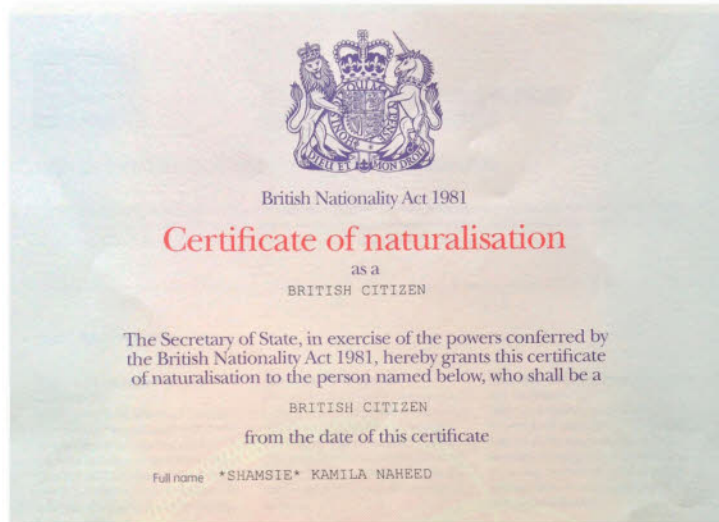 DIEU ET MON DROIT
British Nationality Act 1981
Certificate of naturalisation
as a
BRITISH CITIZEN
The Secretary of State, in exercise of the powers conferred by
the British Nationality Act 1981, hereby grants this certificate
of naturalisation to the person named below, who shall be a
BRITISH CITIZEN
from the date of this certificate
Full name *SHAMSIE* KAMILA NAHEED